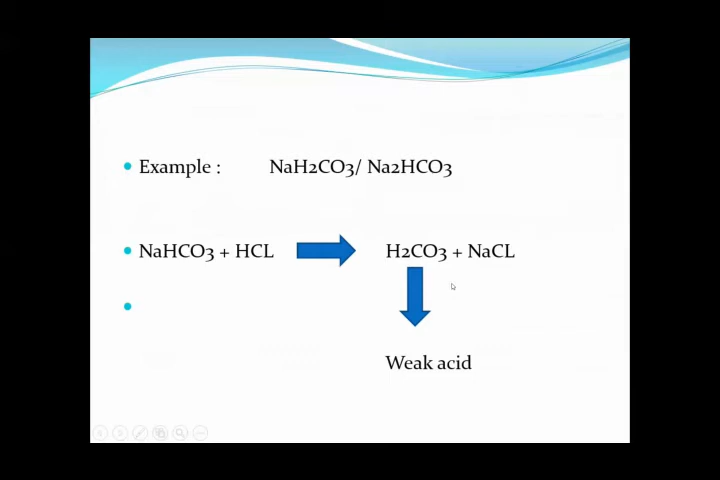 Example : NaH2CO3/ Na2HCO3
NaHCO3 + HCL H2CO3 + NaCL
Weak acid